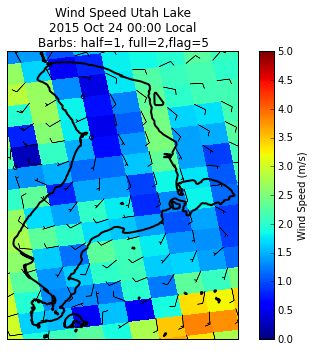 Wind Speed Utah Lake
2015 Oct 24 00:00 Local
Barbs: half=1, full=2,flag=5
5.0
4.5
4.0
3.5
3.0
2.5
2.0
1.5
1.0
0.5
0.0
Wind Speed (m/s)